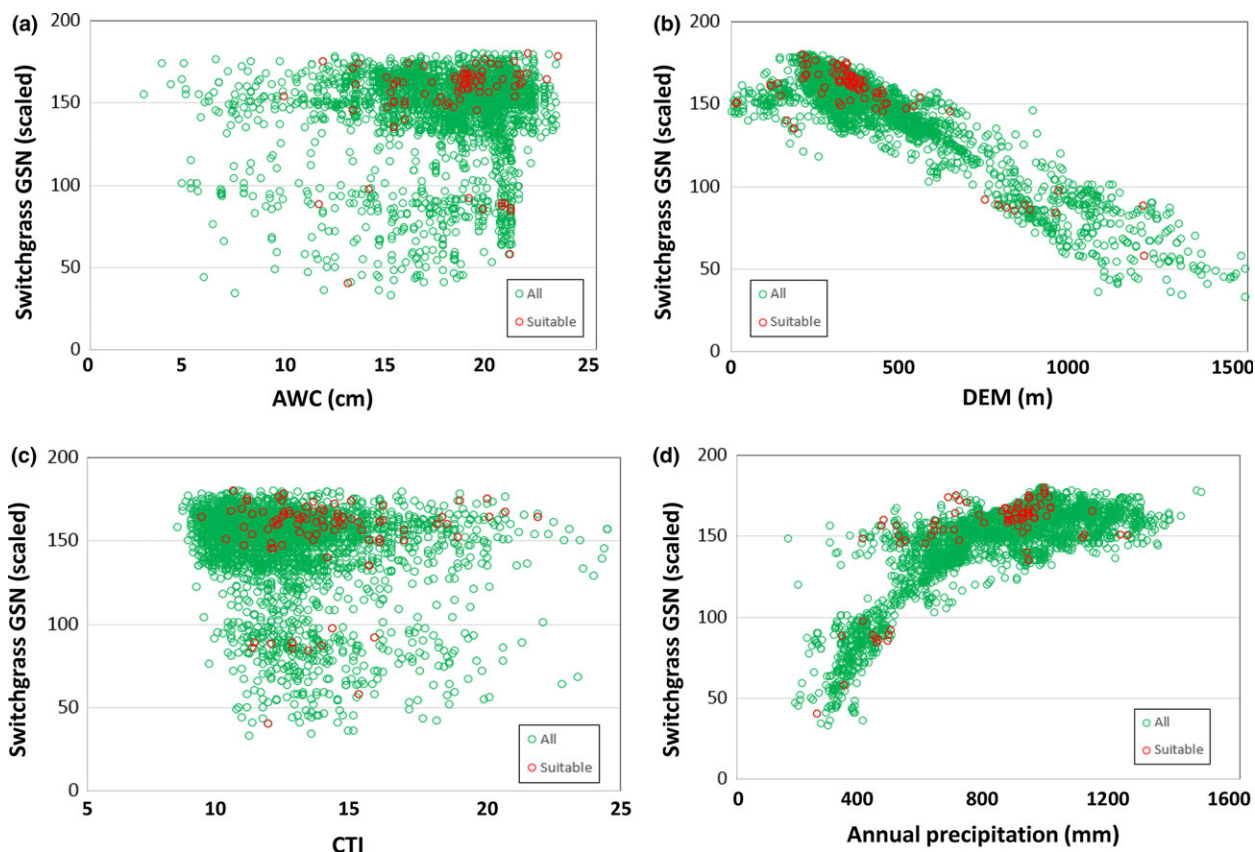 (a)
Switchgrass GSN (scaled)
200
150
100
50
0
0 5 10 15 20 25
AWC (cm)
All
Suitable
(b)
Switchgrass GSN (scaled)
200
150
100
50
0
0 500 1000 1500
DEM (m)
All
Suitable
(c)
Switchgrass GSN (scaled)
200
150
100
50
0
5 10 15 20 25
CTI
All
Suitable
(d)
Switchgrass GSN (scaled)
200
150
100
50
0
0 400 800 1200 1600
Annual precipitation (mm)
All
Suitable